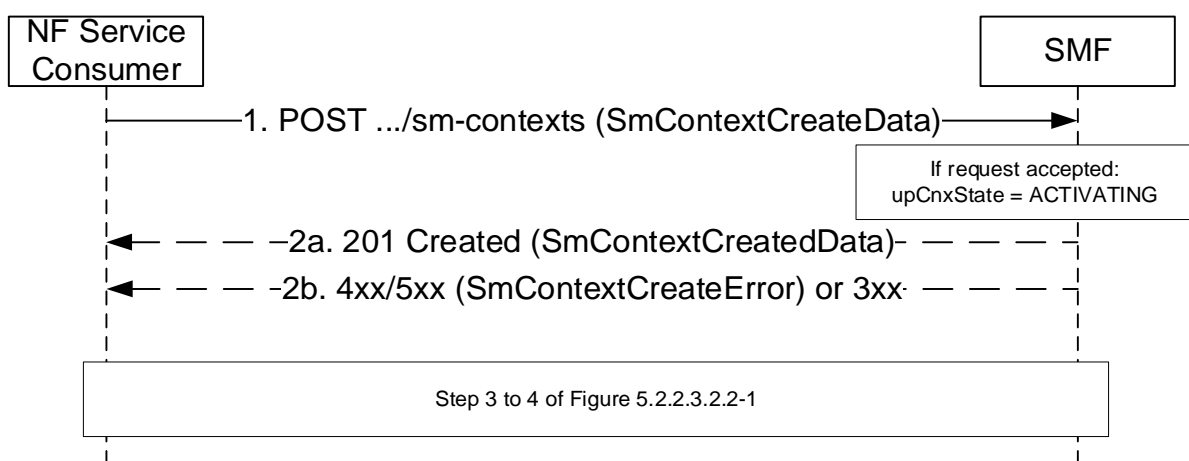 NF Service
Consumer
SMF
1. POST .../sm-contexts (SmContextCreateData)
If request accepted:
upCnxState = ACTIVATING
2a. 201 Created (SmContextCreatedData)
2b. 4xx/5xx (SmContextCreateError) or 3xx
Step 3 to 4 of Figure 5.2.2.3.2.2-1